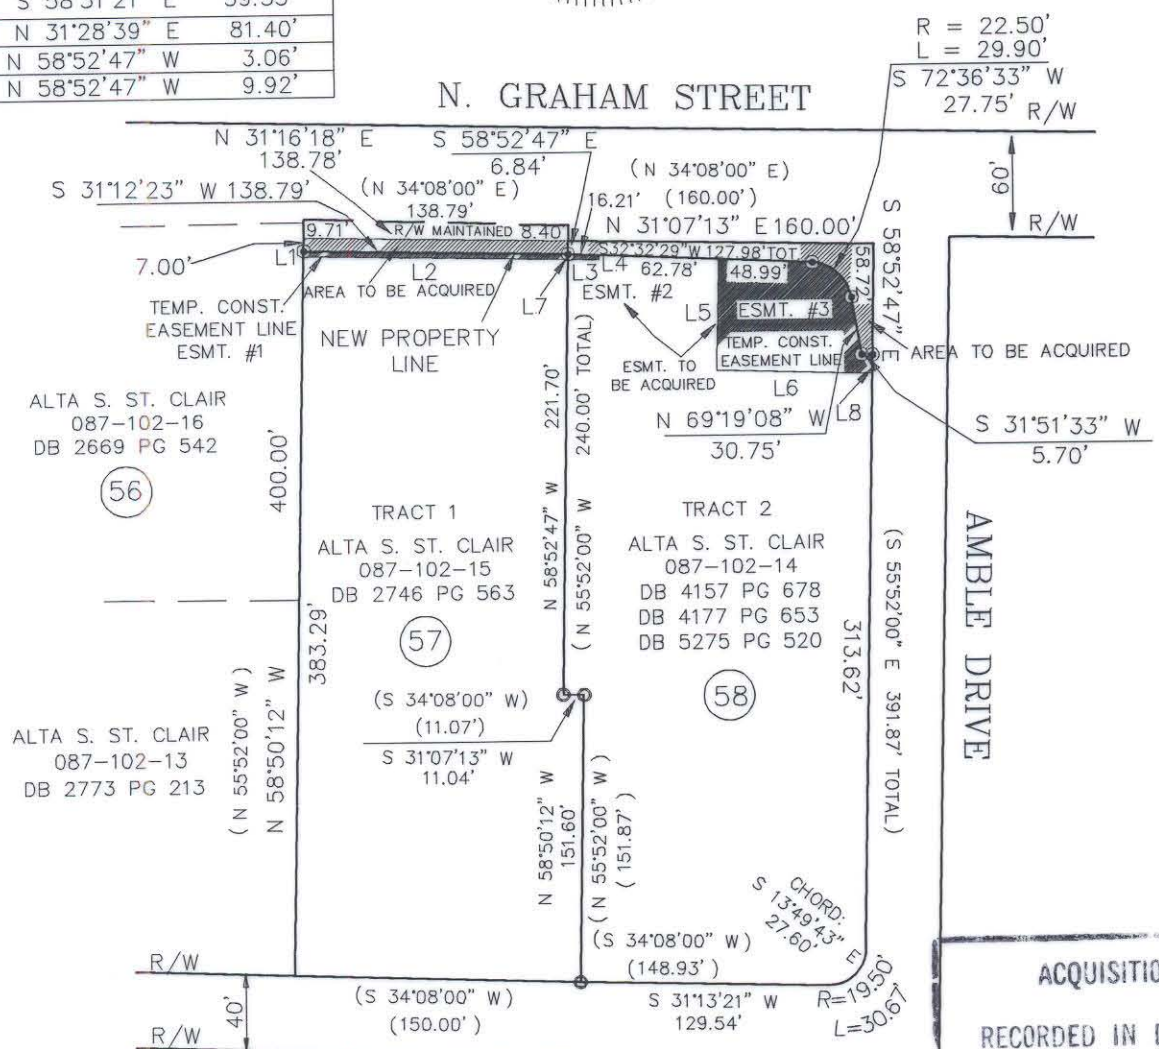 S 58°31'21" E 59.55'
N 31°28'39" E 81.40'
N 58°52'47" W 3.06'
N 58°52'47" W 9.92'
R = 22.50'
L = 29.90'
S 72°36'33" W
27.75'
R/W
N. GRAHAM STREET
N 31°16'18" E
138.78'
S 58°52'47" E
6.84'
(N 34°08'00" E)
(160.00')
S 31°12'23" W 138.79'
(N 34°08'00" E)
138.79'
16.21'
N 31°07'13" E 160.00'
60'
R/W
9.71'
R/W MAINTAINED
8.40'
S32°32'29"W 127.98'TOT
7.00'
L1
L2
L3
L4
62.78'
48.99'
58.72'
S 58°52'47" E
TEMP. CONST.
EASEMENT LINE
ESMT. #1
AREA TO BE ACQUIRED
L7
ESMT. #2
L5
ESMT. #3
NEW PROPERTY
LINE
TEMP. CONST.
EASEMENT LINE
AREA TO BE ACQUIRED
ESMT. TO
BE ACQUIRED
L6
L8
N 69°19'08" W
30.75'
S 31°51'33" W
5.70'
ALTA S. ST. CLAIR
087-102-16
DB 2669 PG 542
56
400.00'
221.70'
240.00' TOTAL)
N 58°52'47" W
(N 55°52'00" W
TRACT 1
ALTA S. ST. CLAIR
087-102-15
DB 2746 PG 563
57
TRACT 2
ALTA S. ST. CLAIR
087-102-14
DB 4157 PG 678
DB 4177 PG 653
DB 5275 PG 520
58
AMBLE DRIVE
383.29'
313.62'
(S 55°52'00" E 391.87' TOTAL)
(S 34°08'00" W)
(11.07')
S 31°07'13" W
11.04'
ALTA S. ST. CLAIR
087-102-13
DB 2773 PG 213
(N 55°52'00" W)
N 58°50'12" W
N 58°50'12" W
151.60'
(N 55°52'00" W)
(151.87')
CHORD:
S 13°49'43" E
27.60'
(S 34°08'00" W)
(148.93')
R/W
40'
R/W
(S 34°08'00" W)
(150.00')
S 31°13'21" W
129.54'
R=19.50'
L=30.67'
ACQUISITIO
RECORDED IN